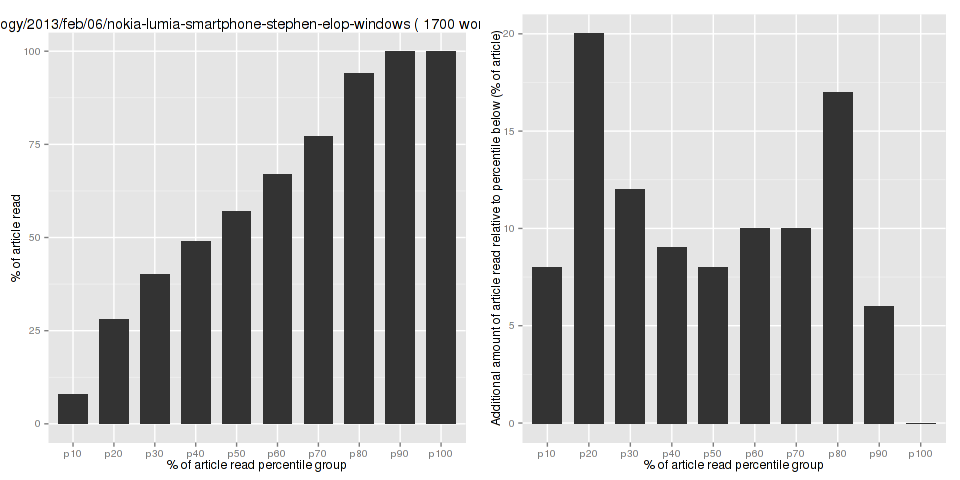 ogy/2013/feb/06/nokia-lumia-smartphone-stephen-elop-windows ( 1700 wor
% of article read
100
75
50
25
0
p10 p20 p30 p40 p50 p60 p70 p80 p90 p100
% of article read percentile group
Additional amount of article read relative to percentile below (% of article)
20
15
10
5
0
p10 p20 p30 p40 p50 p60 p70 p80 p90 p100
% of article read percentile group